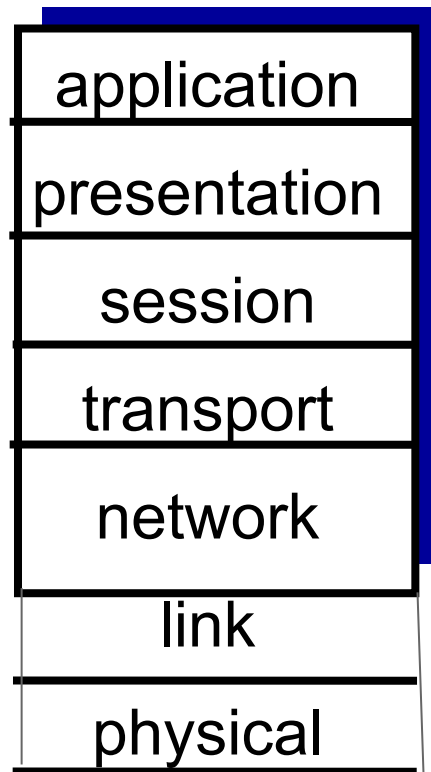 application
presentation
session
transport
network
link
physical